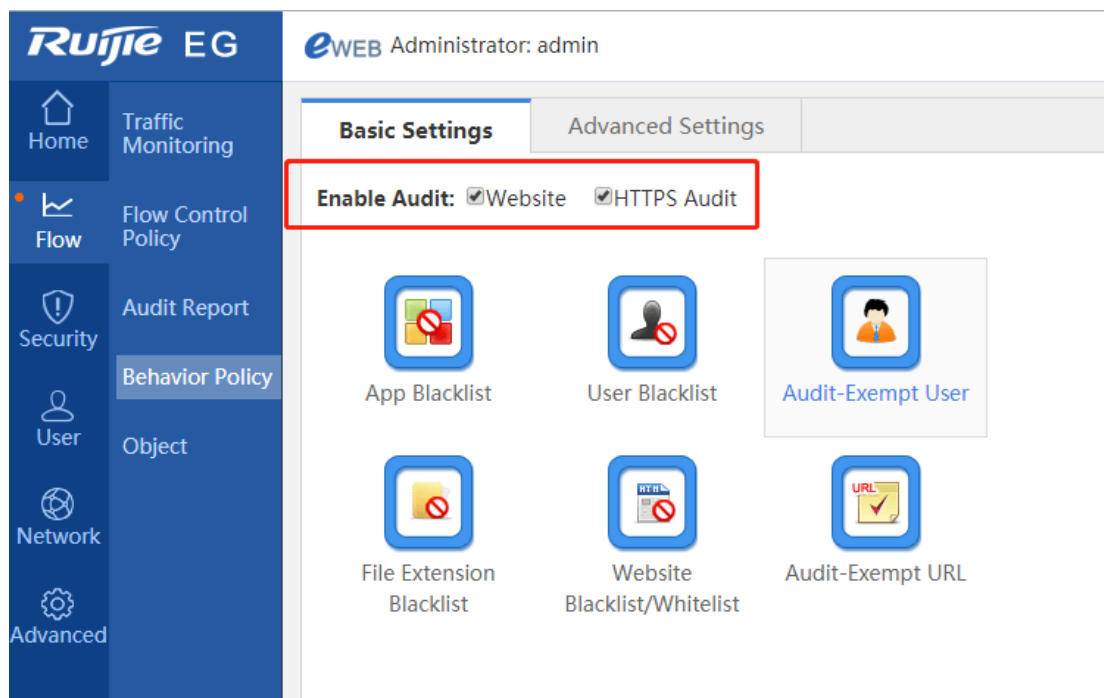 Ruijie EG
eWEB Administrator: admin
Home
Flow
Security
User
Network
Advanced
Traffic
Monitoring
Flow Control
Policy
Audit Report
Behavior Policy
Object
Basic Settings
Advanced Settings
Enable Audit: Website HTTPS Audit
App Blacklist
User Blacklist
Audit-Exempt User
File Extension
Blacklist
HTML
Website
Blacklist/Whitelist
URL
Audit-Exempt URL